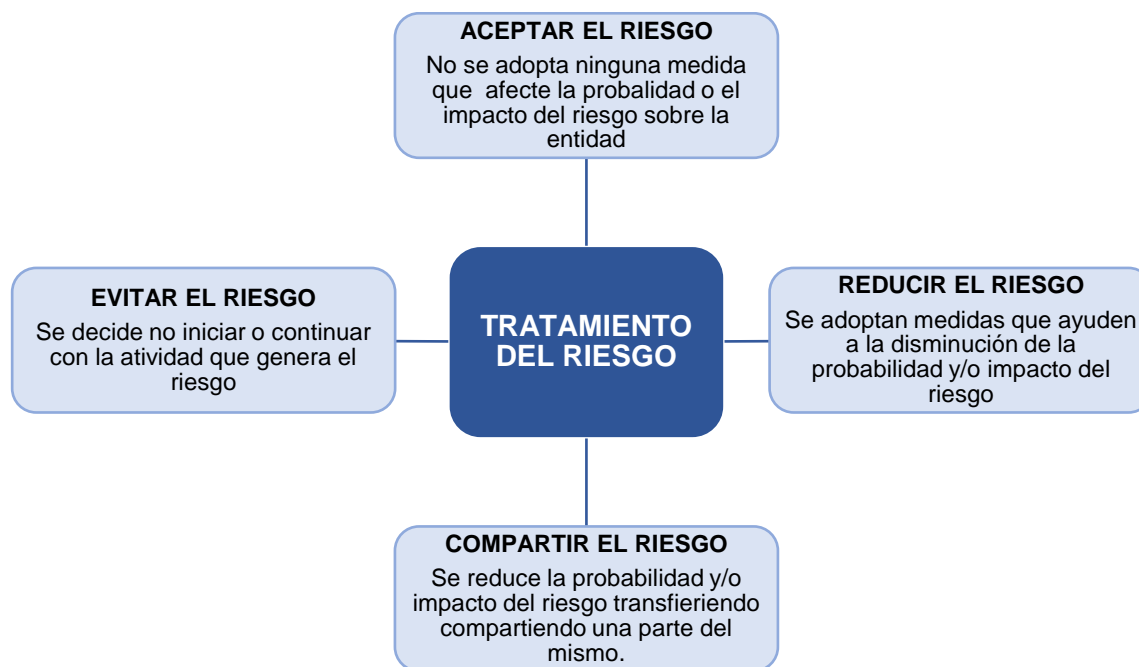 ACEPTAR EL RIESGO
No se adopta ninguna medida
que afecte la probalidad o el
impacto del riesgo sobre la
entidad
EVITAR EL RIESGO
Se decide no iniciar o continuar
con la atividad que genera el
riesgo
TRATAMIENTO
DEL RIESGO
REDUCIR EL RIESGO
Se adoptan medidas que ayuden
a la disminución de la
probabilidad y/o impacto del
riesgo
COMPARTIR EL RIESGO
Se reduce la probabilidad y/o
impacto del riesgo transfieriendo
compartiendo una parte del
mismo.